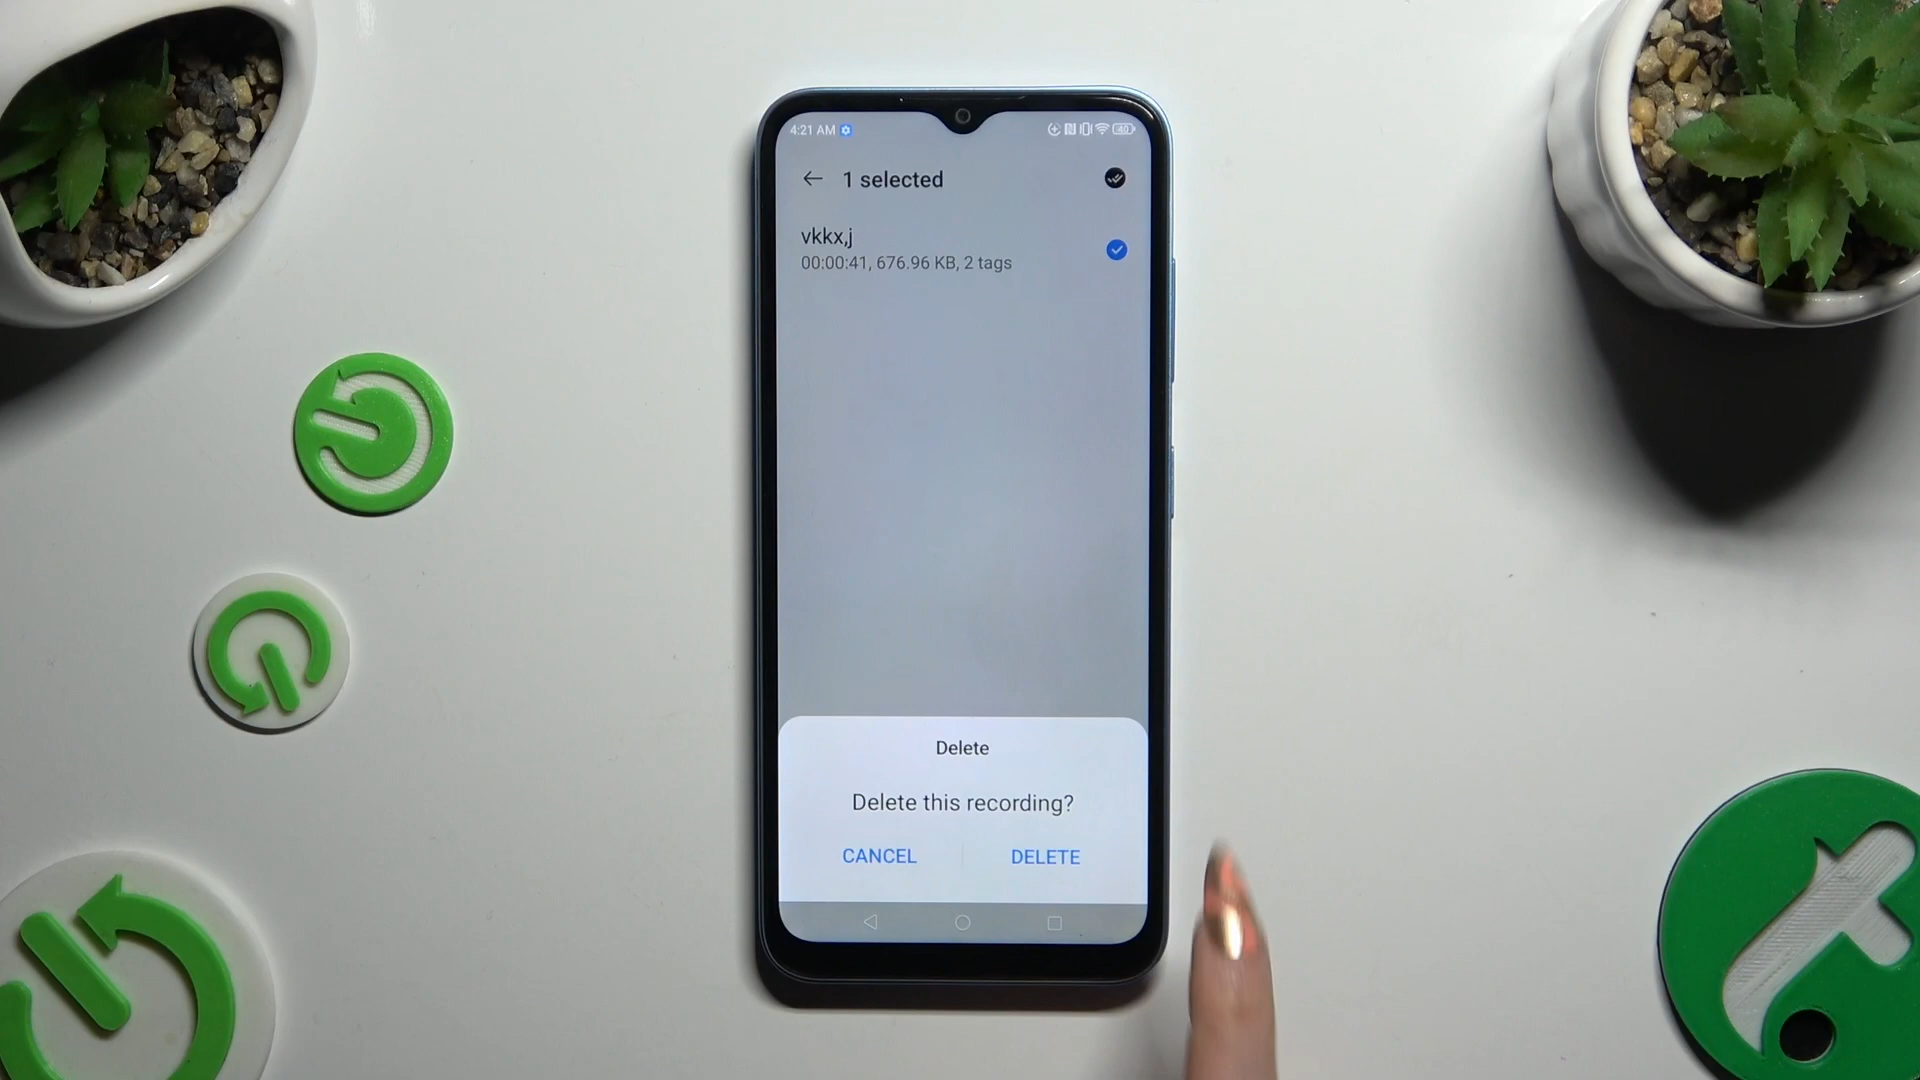 4:21 AM
1 selected
vkkx,j
00:00:41, 676.96 KB, 2 tags
Delete
Delete this recording?
CANCEL DELETE